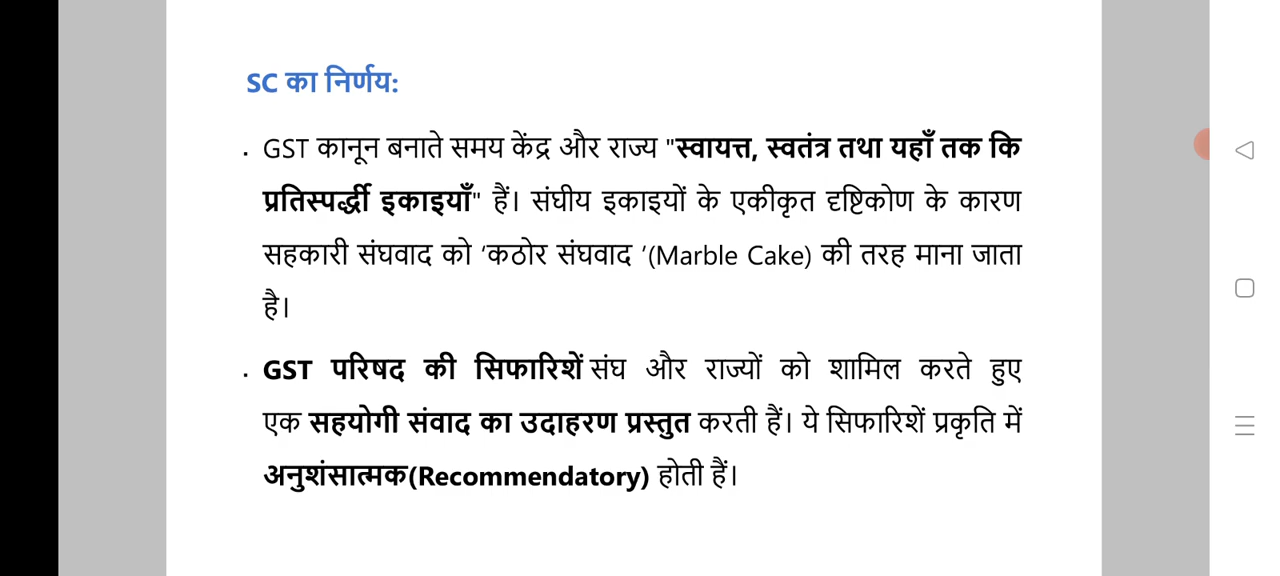 SC का निर्णय:
. GST कानून बनाते समय केंद्र और राज्य "स्वायत्त, स्वतंत्र तथा यहाँ तक कि
प्रतिस्पर्द्धी इकाइयाँ" हैं। संघीय इकाइयों के एकीकृत दृष्टिकोण के कारण
सहकारी संघवाद को ‘कठोर संघवाद ’(Marble Cake) की तरह माना जाता
है।
. GST परिषद की सिफारिशें संघ और राज्यों को शामिल करते हुए
एक सहयोगी संवाद का उदाहरण प्रस्तुत करती हैं। ये सिफारिशें प्रकृति में
अनुशंसात्मक(Recommendatory) होती हैं।